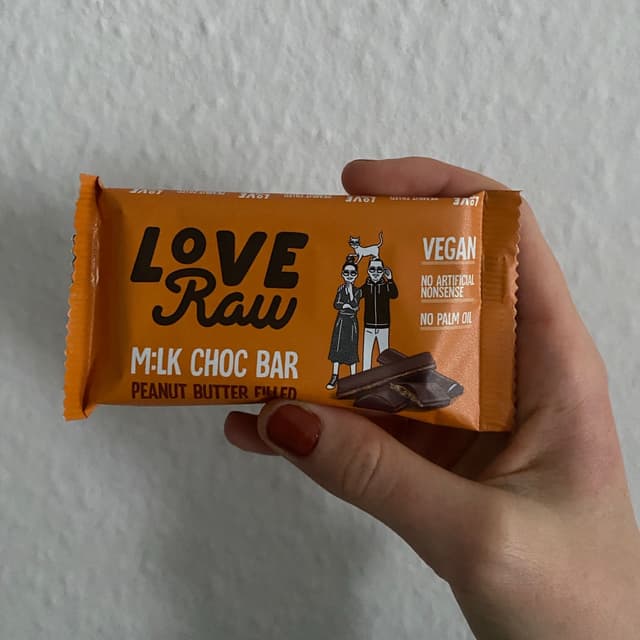 LOVE
Raw
M:LK CHOC BAR
PEANUT BUTTER FILLED
VEGAN
NO ARTIFICIAL
NONSENSE
NO PALM OIL